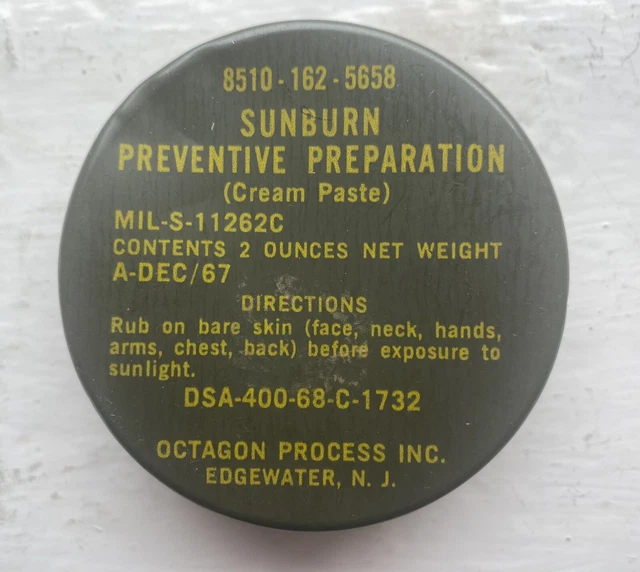 8510-162-5658
SUNBURN
PREVENTIVE PREPARATION
(Cream Paste)
MIL-S-11262C
CONTENTS 2 OUNCES NET WEIGHT
A-DEC/67
DIRECTIONS
Rub on bare skin (face, neck, hands,
arms, chest, back) before exposure to
sunlight.
DSA-400-68-C-1732
OCTAGON PROCESS INC.
EDGEWATER, N. J.